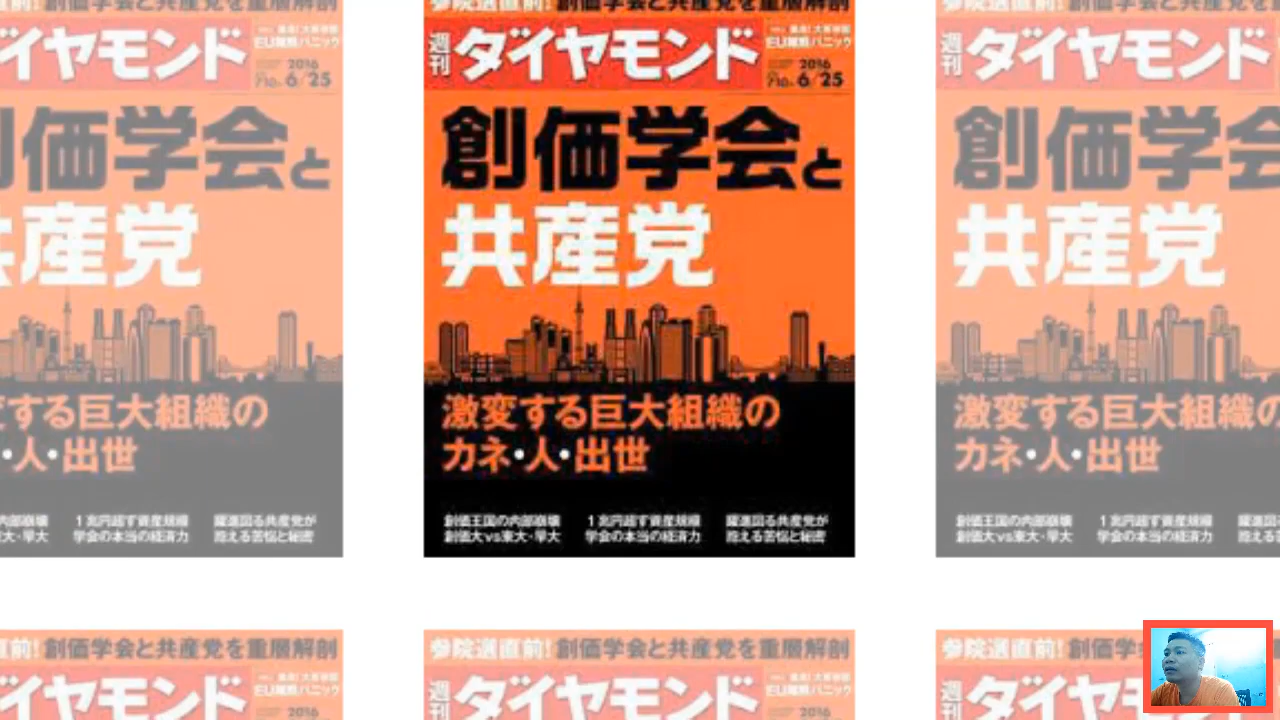 参院選直前! 創価学会と共産党を重層解剖
週刊 ダイヤモンド
EU離脱パニック
2016
6/25
創価学会と
共産党
激変する巨大組織の
カネ・人・出世
創価王国の内部崩壊
創価大vs東大・早大
1兆円超す資産規模
学会の本当の経済力
躍進図る共産党が
抱える苦悩と秘密